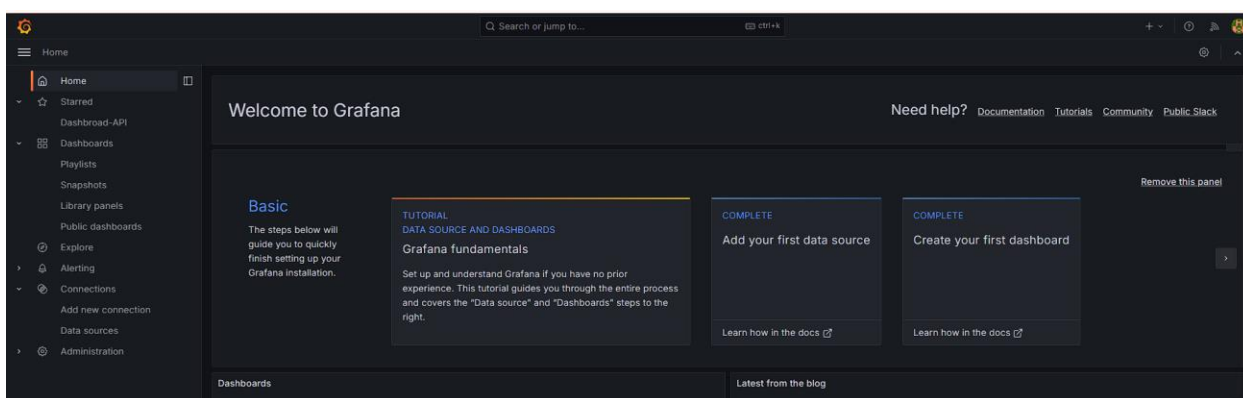 Search or jump to...
ctrl+k
Home
Home
Starred
Dashbroad-API
Dashboards
Playlists
Snapshots
Library panels
Public dashboards
Explore
Alerting
Connections
Add new connection
Data sources
Administration
Welcome to Grafana
Need help? Documentation Tutorials Community Public Slack
Remove this panel
Basic
The steps below will
guide you to quickly
finish setting up your
Grafana installation.
TUTORIAL
DATA SOURCE AND DASHBOARDS
Grafana fundamentals
Set up and understand Grafana if you have no prior
experience. This tutorial guides you through the entire process
and covers the "Data source" and "Dashboards" steps to the
right.
COMPLETE
Add your first data source
Learn how in the docs
COMPLETE
Create your first dashboard
Learn how in the docs
Dashboards
Latest from the blog